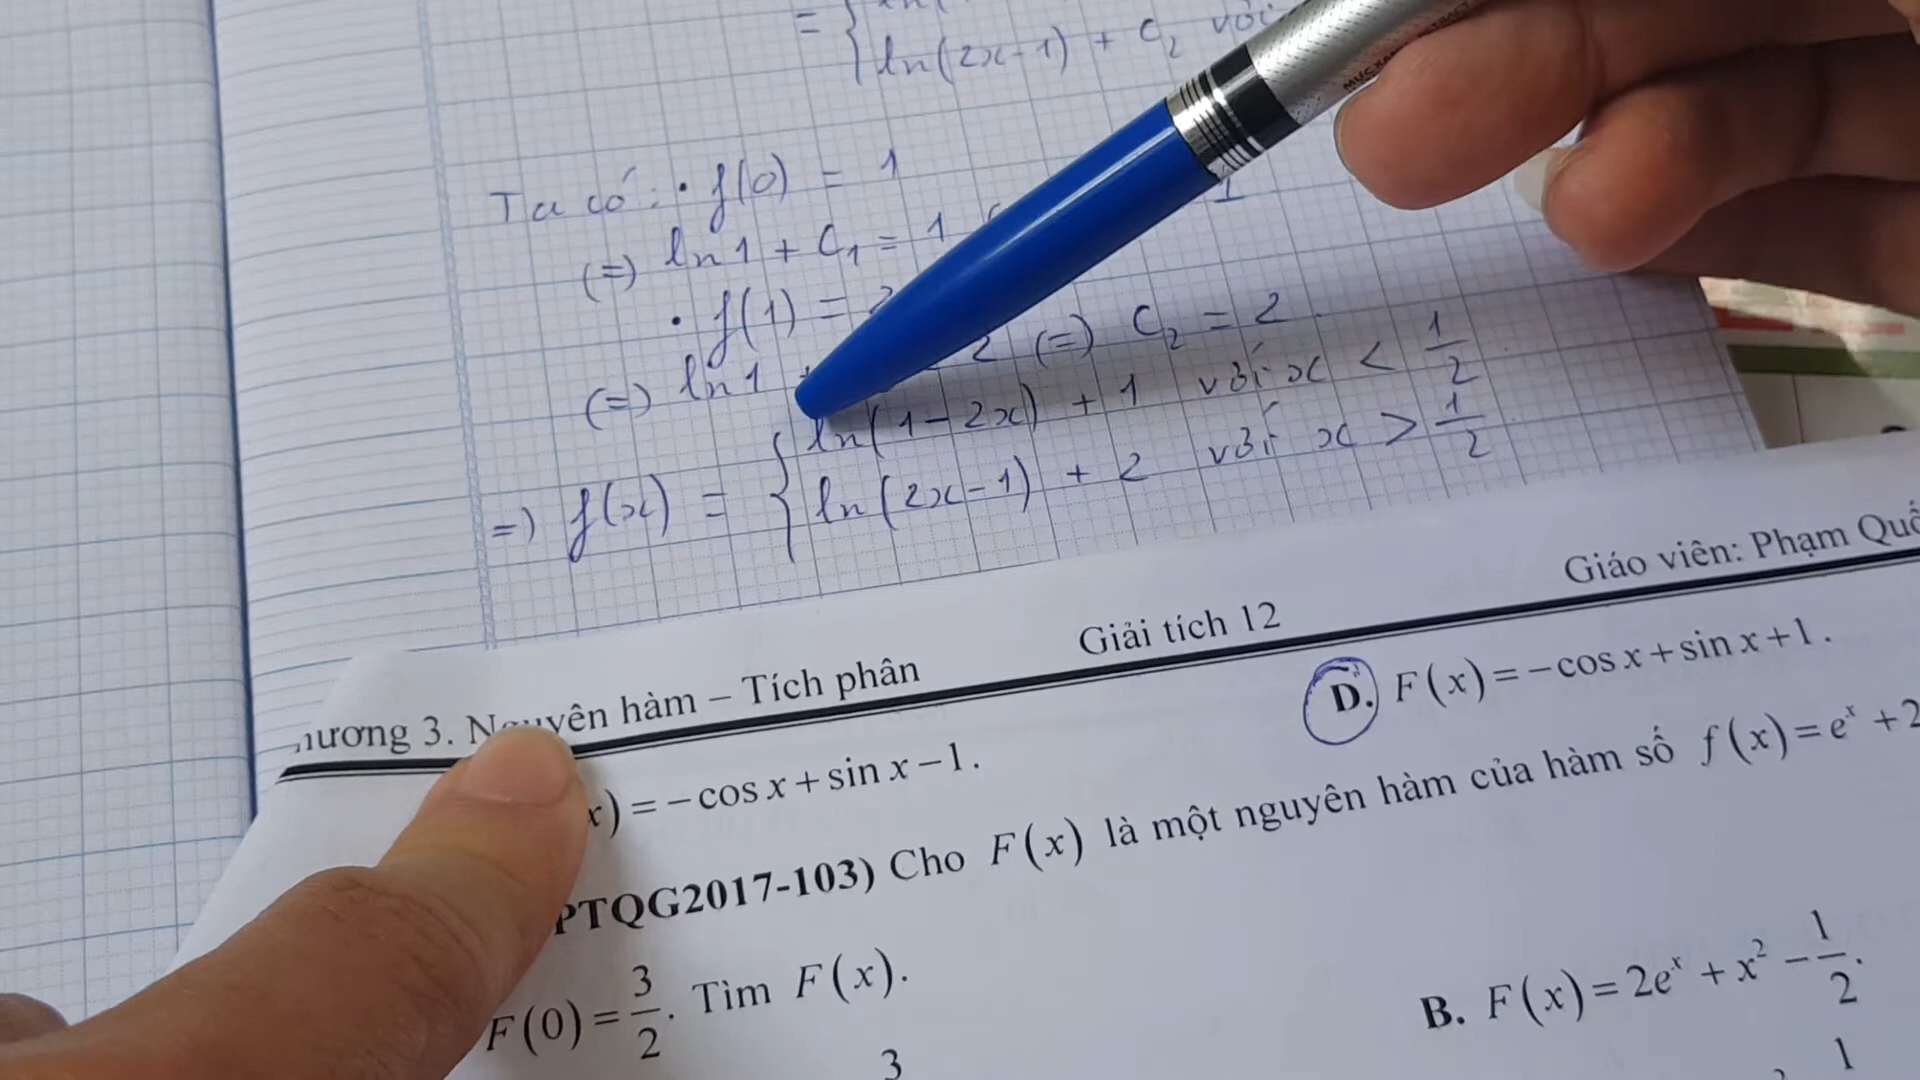 = { ln(
ln(2x-1) + C₂ với
Ta có: • f(0) = 1
(=) ln1 + C₁ = 1 1
• f(1) =
(=) ln1 2 (=) C₂ = 2
=) f(x) = { ln(1-2x) + 1 với x < 1/2
ln(2x-1) + 2 với x > 1/2
hương 3. Nguyên hàm – Tích phân Giải tích 12 Giáo viên: Phạm
x) = -cos x + sin x - 1. D. F(x) = -cos x + sin x + 1.
PTQG2017-103) Cho F(x) là một nguyên hàm của hàm số f(x) = eˣ + 2
F(0) = 3/2. Tìm F(x).
B. F(x) = 2eˣ + x² - 1/2.
3 1